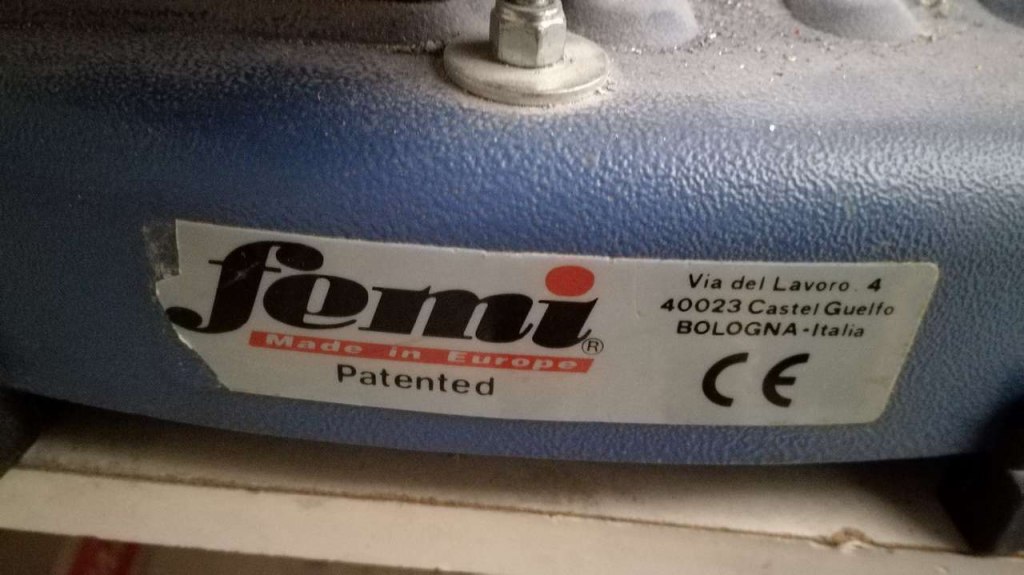 femi®
Made in Europe
Patented
Via del Lavoro. 4
40023 Castel Guelfo
BOLOGNA-Italia
CE